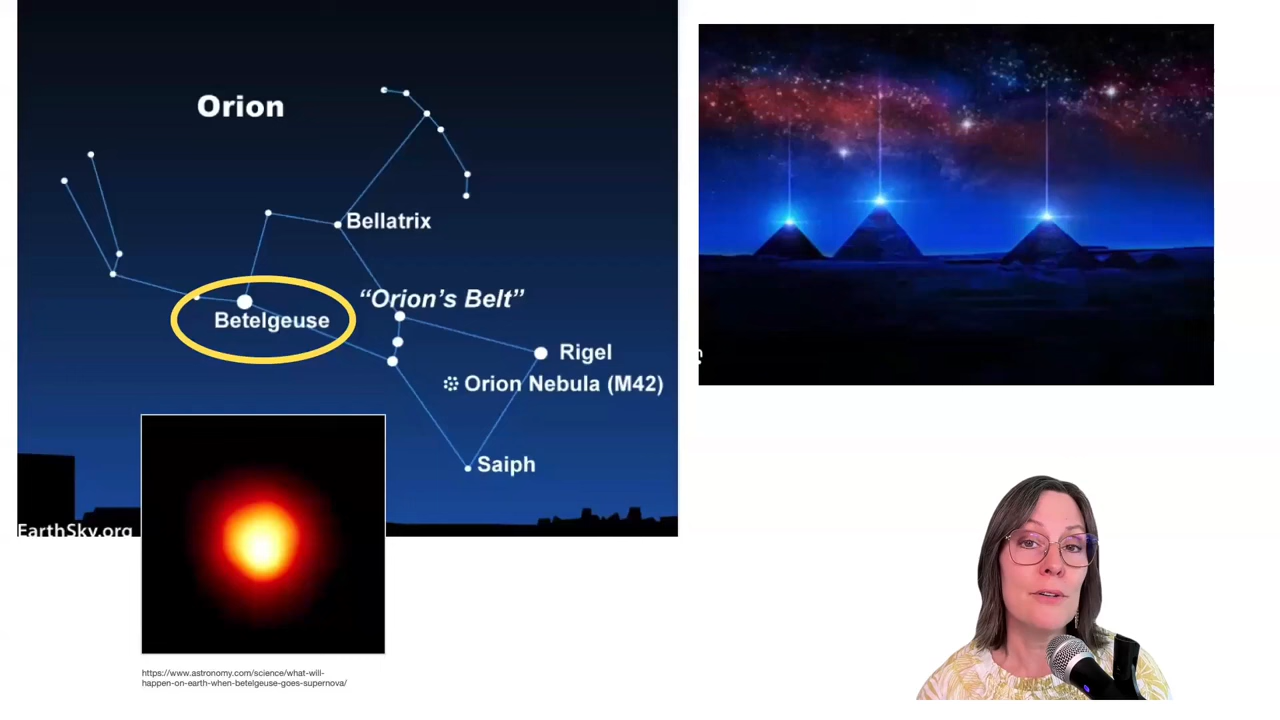 Orion
Bellatrix
“Orion’s Belt”
Betelgeuse
Rigel
Orion Nebula (M42)
Saiph
EarthSky.org
https://www.astronomy.com/science/what-will-
happen-on-earth-when-betelgeuse-goes-supernova/